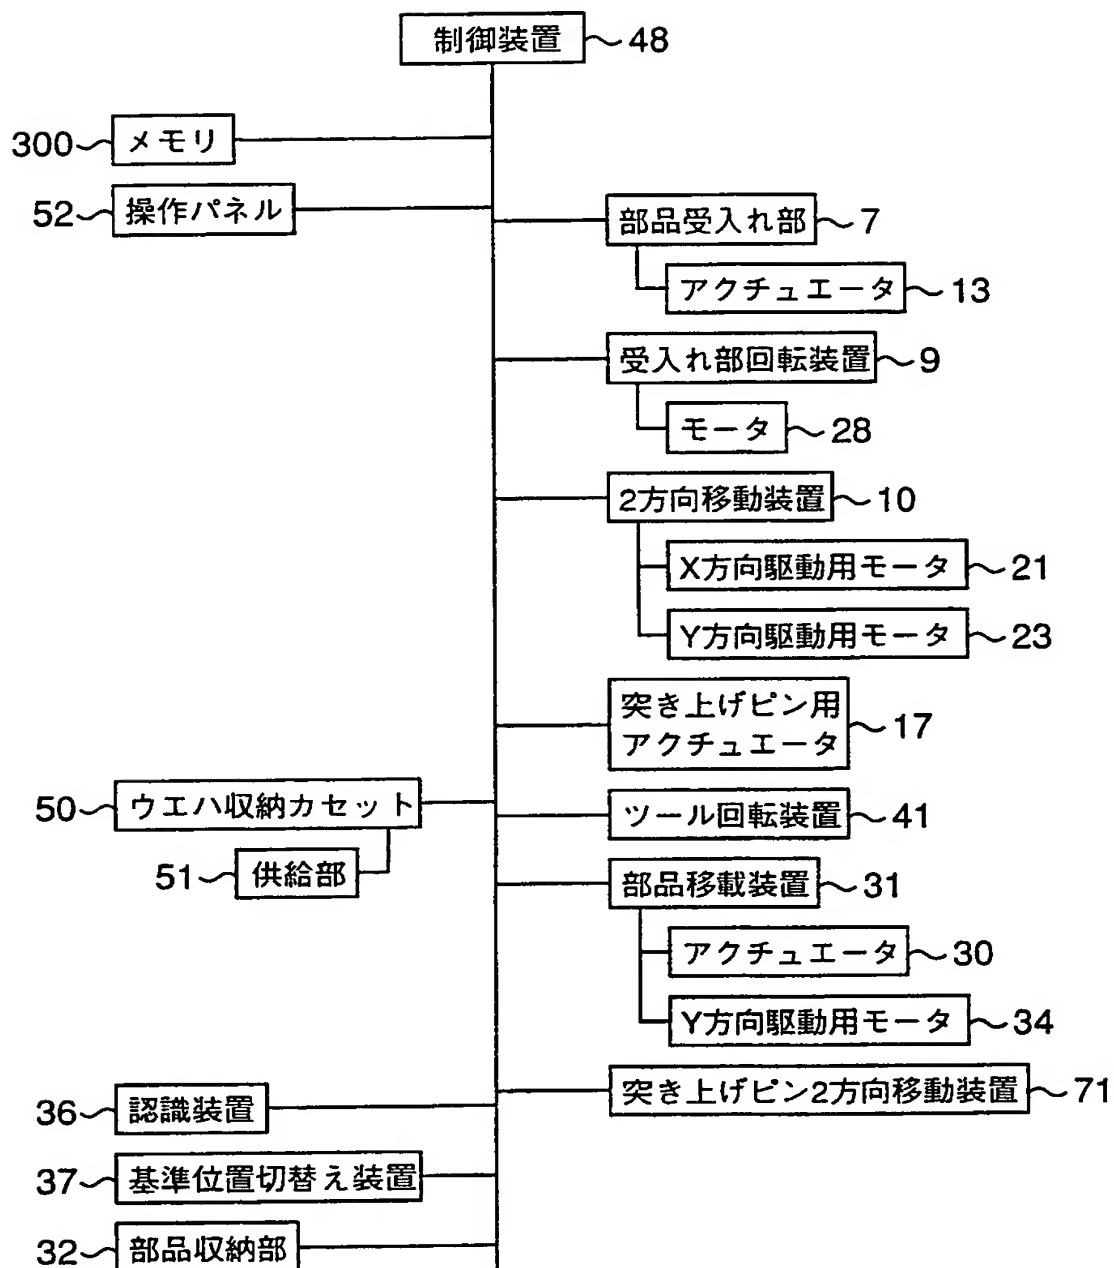 制御装置 48
300 メモリ
52 操作パネル
部品受入れ部 7
アクチュエータ 13
受入れ部回転装置 9
モータ 28
2方向移動装置 10
X方向駆動用モータ 21
Y方向駆動用モータ 23
突き上げピン用
アクチュエータ 17
50 ウエハ収納カセット
ツール回転装置 41
51 供給部
部品移載装置 31
アクチュエータ 30
Y方向駆動用モータ 34
突き上げピン2方向移動装置 71
36 認識装置
37 基準位置切替え装置
32 部品収納部